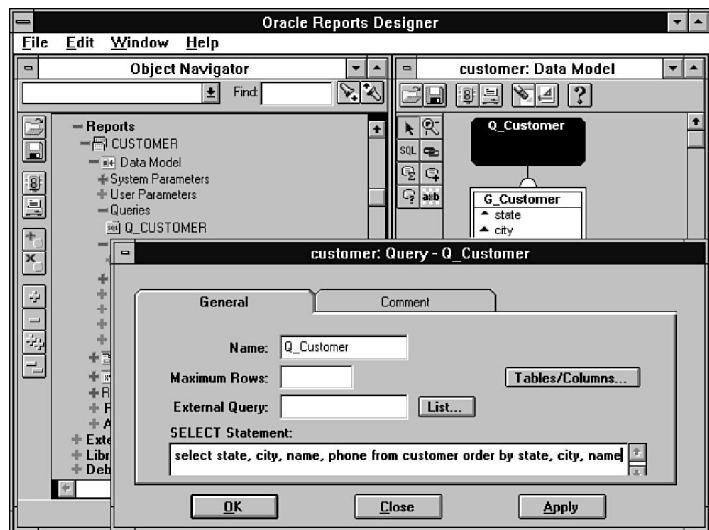 Oracle Reports Designer
File Edit Window Help
Object Navigator
Find:
customer: Data Model
Reports
CUSTOMER
Data Model
System Parameters
User Parameters
Queries
Q_CUSTOMER
SQL
Q_Customer
G_Customer
state
city
customer: Query - Q_Customer
General Comment
Name: Q_Customer
Maximum Rows:
Tables/Columns...
External Query: List...
SELECT Statement:
select state, city, name, phone from customer order by state, city, name
OK Close Apply
R
F
A
Exte
Libr
Deb